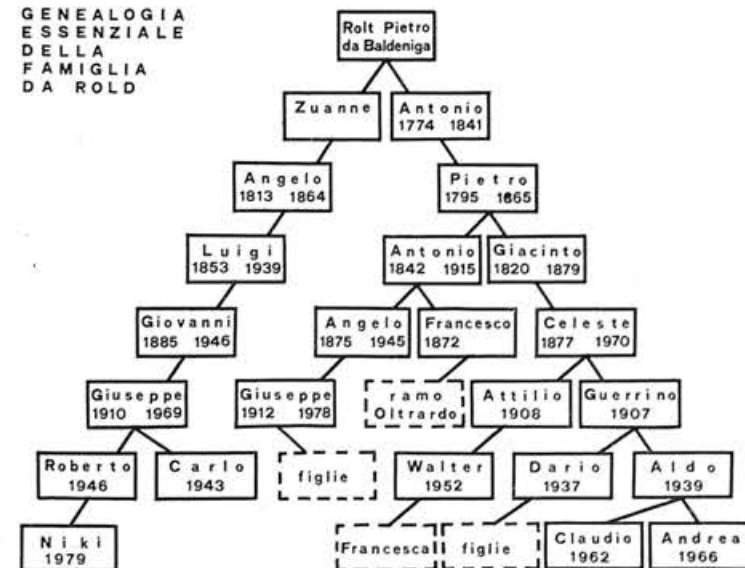 GENEALOGIA
ESSENZIALE
DELLA
FAMIGLIA
DA ROLD
Rolt Pietro
da Baldeniga
Zuanne
Antonio
1774 1841
Angelo
1813 1864
Pietro
1795 1865
Luigi
1853 1939
Antonio
1842 1915
Giacinto
1820 1879
Giovanni
1885 1946
Angelo
1875 1945
Francesco
1872
Celeste
1877 1970
Giuseppe
1910 1969
Giuseppe
1912 1978
ramo
Oltrardo
Attilio
1908
Guerrino
1907
Roberto
1946
Carlo
1943
figlie
Walter
1952
Dario
1937
Aldo
1939
Niki
1979
Francesca
figlie
Claudio
1962
Andrea
1966